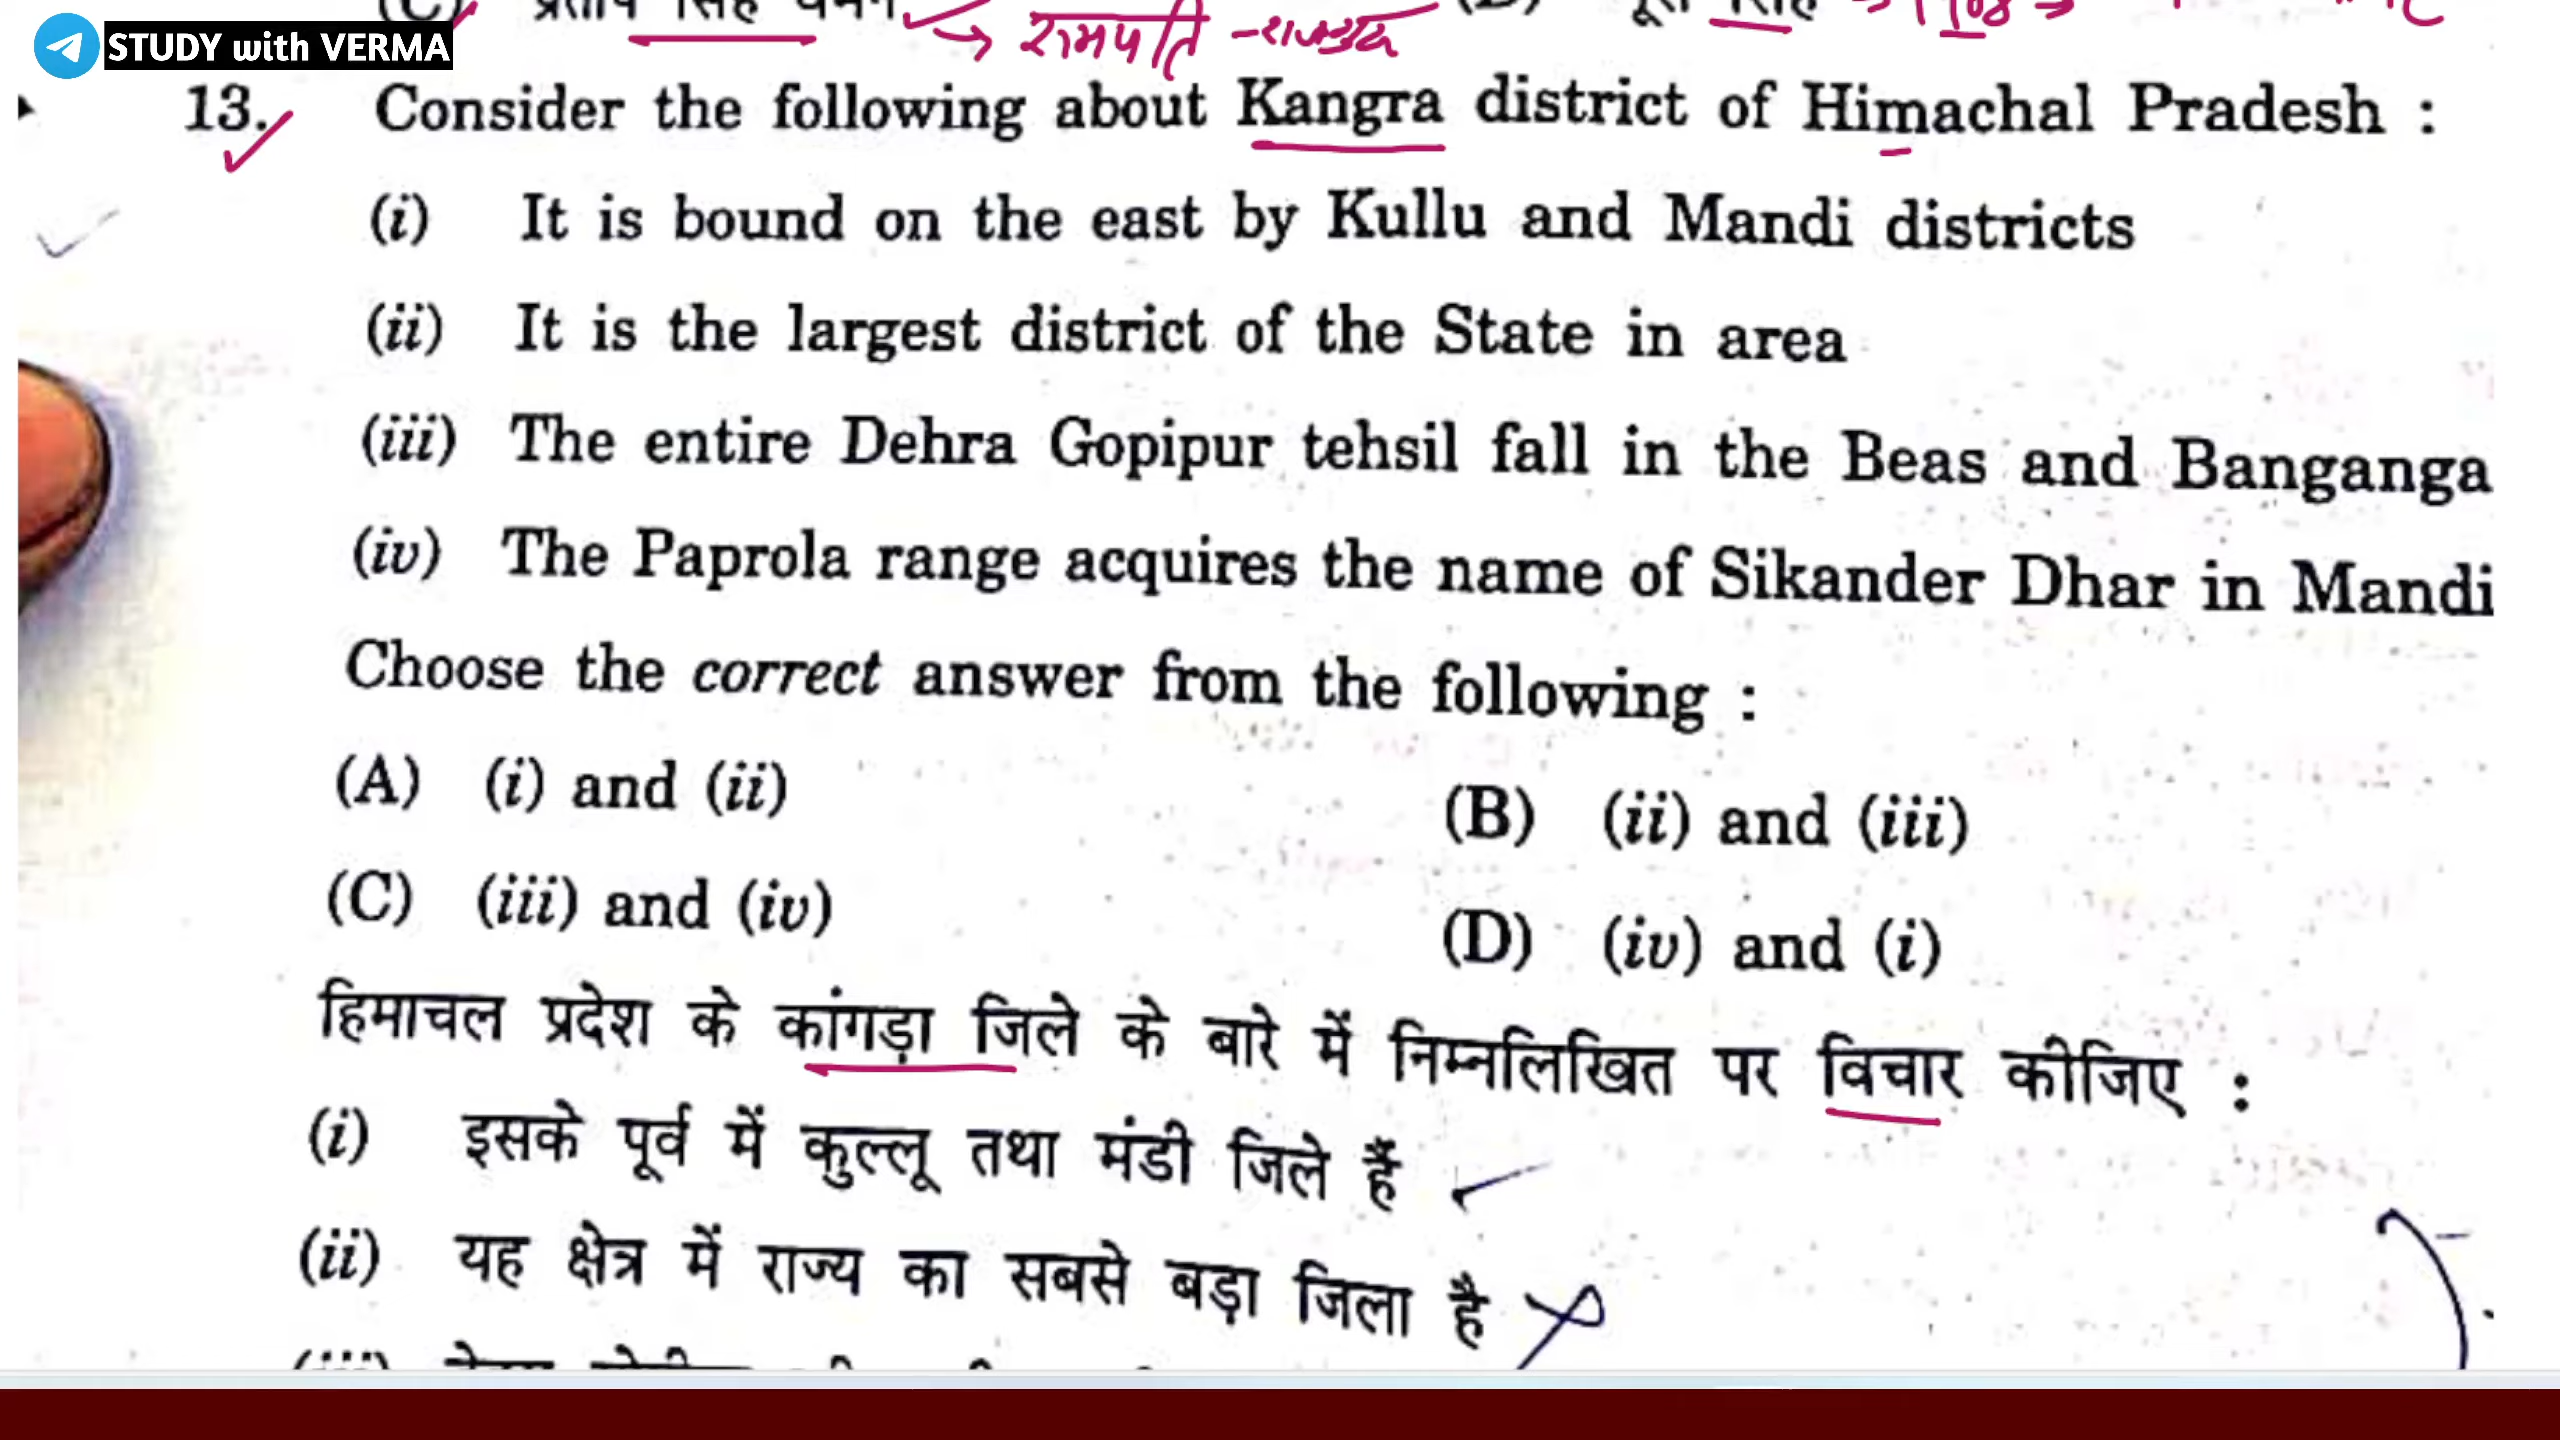 STUDY with VERMA
रामपति
13. Consider the following about Kangra district of Himachal Pradesh :
(i) It is bound on the east by Kullu and Mandi districts
(ii) It is the largest district of the State in area
(iii) The entire Dehra Gopipur tehsil fall in the Beas and Banganga
(iv) The Paprola range acquires the name of Sikander Dhar in Mandi
Choose the correct answer from the following :
(A) (i) and (ii)
(B) (ii) and (iii)
(C) (iii) and (iv)
(D) (iv) and (i)
हिमाचल प्रदेश के कांगड़ा जिले के बारे में निम्नलिखित पर विचार कीजिए :
(i) इसके पूर्व में कुल्लू तथा मंडी जिले हैं
(ii) यह क्षेत्र में राज्य का सबसे बड़ा जिला है